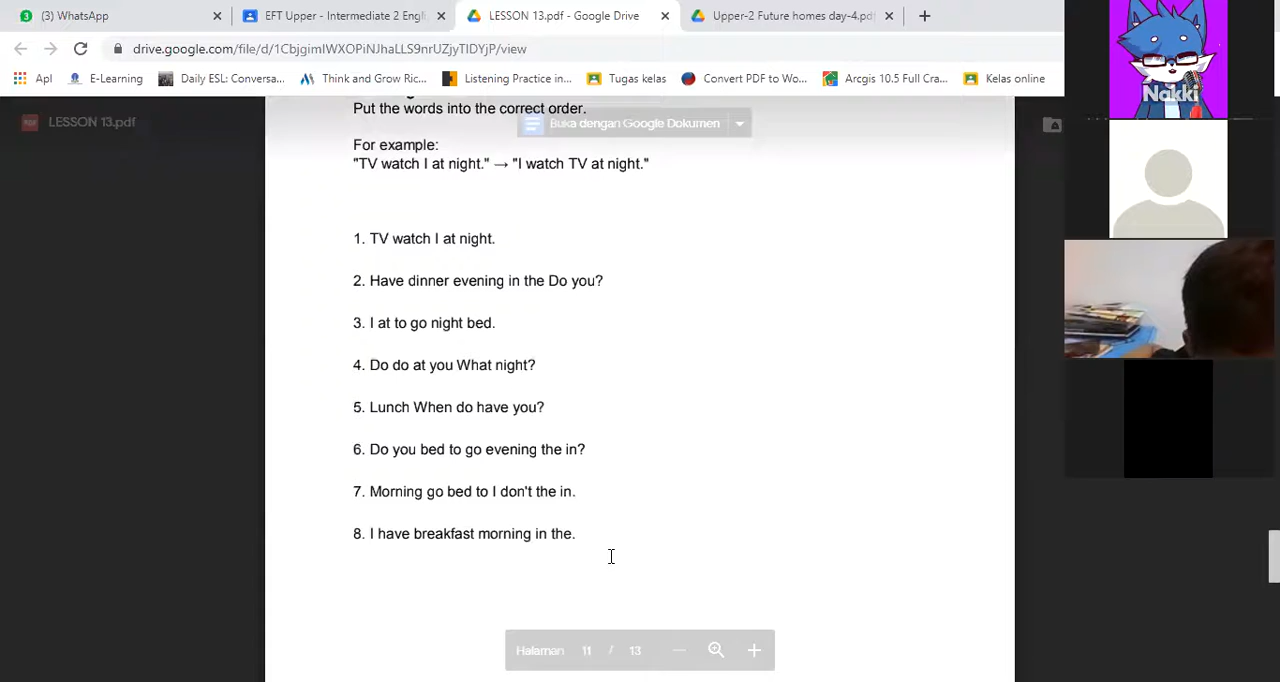 (3) WhatsApp
EFT Upper - Intermediate 2 Engli
LESSON 13.pdf - Google Drive
Upper-2 Future homes day-4.pdf
drive.google.com/file/d/1CbjgimIWXOPiNJhaLLS9nrUZjyTlDYjP/view
Apl
E-Learning
Daily ESL: Conversa...
Think and Grow Ric...
Listening Practice in...
Tugas kelas
Convert PDF to Wo...
Arcgis 10.5 Full Cra...
Kelas online
Nakki
LESSON 13.pdf
Put the words into the correct order.
Buka dengan Google Dokumen
For example:
"TV watch I at night." → "I watch TV at night."
1. TV watch I at night.
2. Have dinner evening in the Do you?
3. I at to go night bed.
4. Do do at you What night?
5. Lunch When do have you?
6. Do you bed to go evening the in?
7. Morning go bed to I don't the in.
8. I have breakfast morning in the.
Halaman 11 / 13